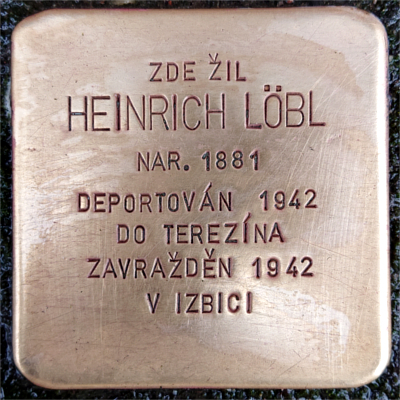 ZDE ŽIL
HEINRICH LÖBL
NAR. 1881
DEPORTOVÁN 1942
DO TEREZÍNA
ZAVRAŽDĚN 1942
V IZBICI